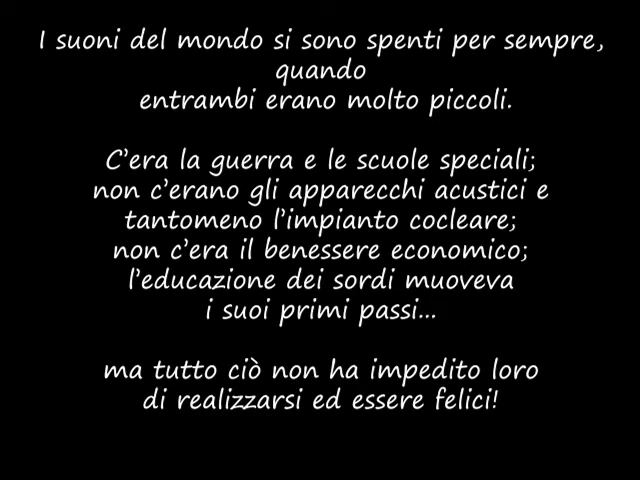 I suoni del mondo si sono spenti per sempre,
quando
entrambi erano molto piccoli.
C'era la guerra e le scuole speciali;
non c'erano gli apparecchi acustici e
tantomeno l'impianto cocleare;
non c'era il benessere economico;
l'educazione dei sordi muoveva
i suoi primi passi...
ma tutto ciò non ha impedito loro
di realizzarsi ed essere felici!